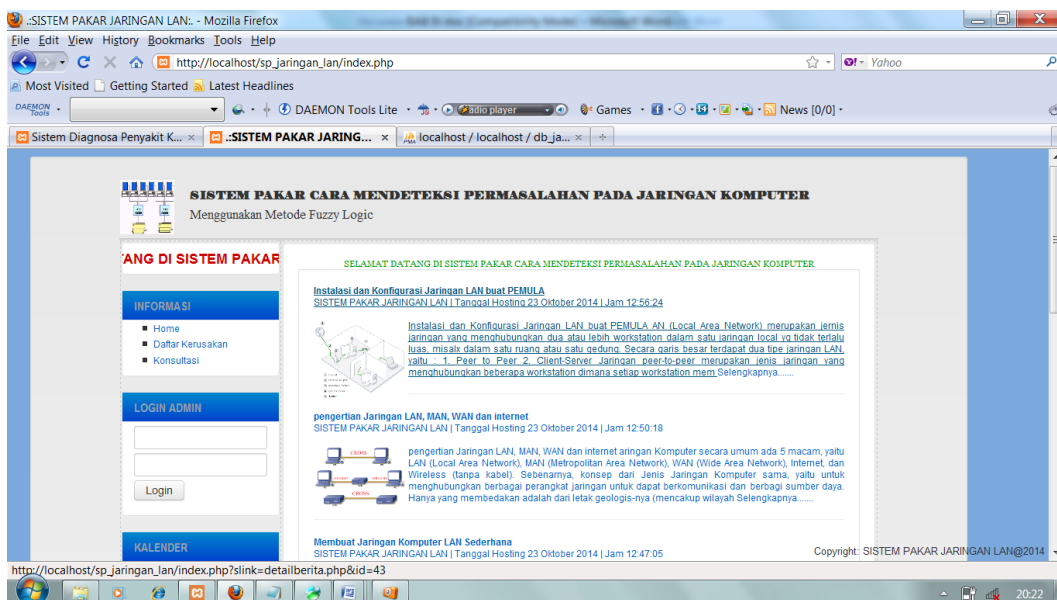 .:SISTEM PAKAR JARINGAN LAN:. - Mozilla Firefox
File Edit View History Bookmarks Tools Help
http://localhost/sp_jaringan_lan/index.php
Yahoo
Most Visited Getting Started Latest Headlines
DAEMON Tools
DAEMON Tools Lite
Radio player
Games
News [0/0]
Sistem Diagnosa Penyakit K...
.:SISTEM PAKAR JARING...
localhost / localhost / db_ja...
SISTEM PAKAR CARA MENDETEKSI PERMASALAHAN PADA JARINGAN KOMPUTER
Menggunakan Metode Fuzzy Logic
TANG DI SISTEM PAKAR
INFORMASI
Home
Daftar Kerusakan
Konsultasi
LOGIN ADMIN
Login
KALENDER
SELAMAT DATANG DI SISTEM PAKAR CARA MENDETEKSI PERMASALAHAN PADA JARINGAN KOMPUTER
Instalasi dan Konfigurasi Jaringan LAN buat PEMULA
SISTEM PAKAR JARINGAN LAN | Tanggal Hosting 23 Oktober 2014 | Jam 12:56:24
Instalasi dan Konfigurasi Jaringan LAN buat PEMULA AN (Local Area Network) merupakan jernis
jaringan yang menghubungkan dua atau lebih workstation dalam satu jaringan local yg tidak terlalu
luas, misalx dalam satu ruang atau satu gedung. Secara garis besar terdapat dua tipe jaringan LAN,
yaitu : 1. Peer to Peer 2. Client-Server Jaringan peer-to-peer merupakan jenis jaringan yang
menghubungkan beberapa workstation dimana setiap workstation mem Selengkapnya.......
pengertian Jaringan LAN, MAN, WAN dan internet
SISTEM PAKAR JARINGAN LAN | Tanggal Hosting 23 Oktober 2014 | Jam 12:50:18
CROSS
CROSS
pengertian Jaringan LAN, MAN, WAN dan internet aringan Komputer secara umum ada 5 macam, yaitu
LAN (Local Area Network), MAN (Metropolitan Area Network), WAN (Wide Area Network), Internet, dan
Wireless (tanpa kabel). Sebenarnya, konsep dari Jenis Jaringan Komputer sama, yaitu untuk
menghubungkan berbagai perangkat jaringan untuk dapat berkomunikasi dan berbagi sumber daya.
Hanya yang membedakan adalah dari letak geologis-nya (mencakup wilayah Selengkapnya.......
Membuat Jaringan Komputer LAN Sederhana
SISTEM PAKAR JARINGAN LAN | Tanggal Hosting 23 Oktober 2014 | Jam 12:47:05
Copyright: SISTEM PAKAR JARINGAN LAN@2014
http://localhost/sp_jaringan_lan/index.php?slink=detailberita.php&id=43
20:22